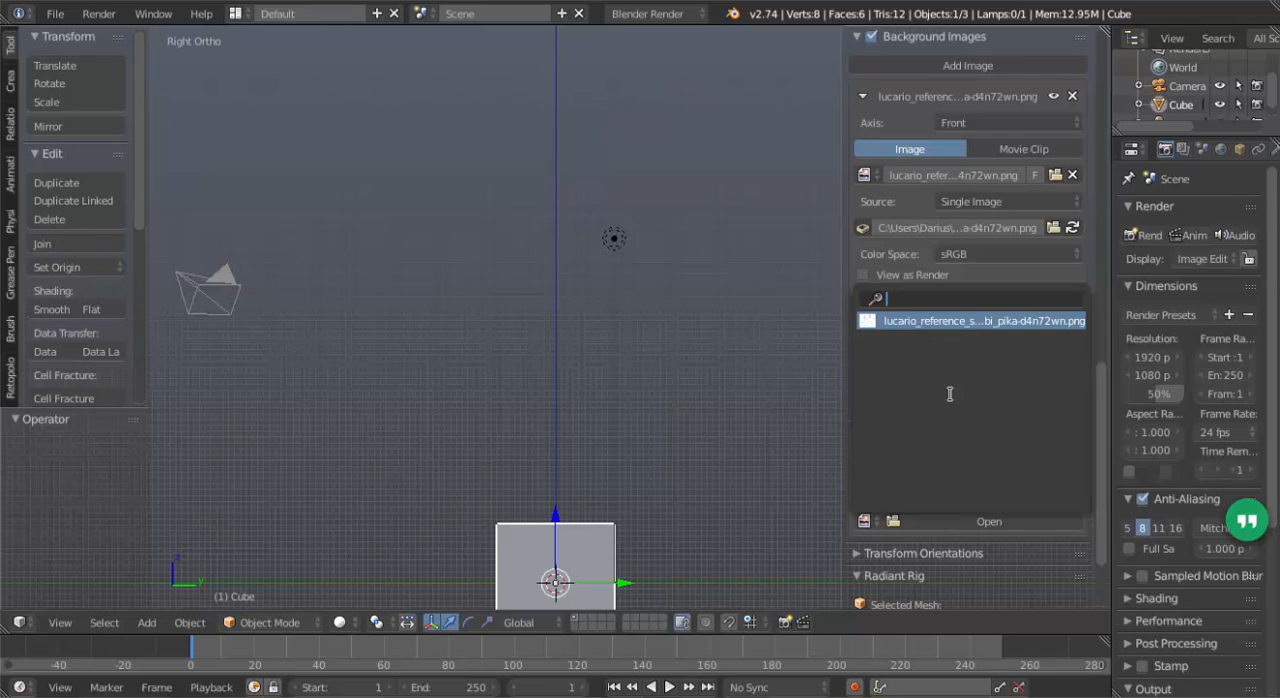 File Render Window Help Default Scene Blender Render v2.74 | Verts:8 | Faces:6 | Tris:12 | Objects:1/3 | Lamps:0/1 | Mem:12.95M | Cube
Tool
Crea
Relatio
Animati
Physi
Grease Pen
Brush
Retopolo
Transform
Translate
Rotate
Scale
Mirror
Edit
Duplicate
Duplicate Linked
Delete
Join
Set Origin
Shading:
Smooth Flat
Data Transfer:
Data Data La
Cell Fracture:
Cell Fracture
Operator
Right Ortho
z
y
(1) Cube
Background Images
Add Image
lucario_referenc...a-d4n72wn.png
Axis: Front
Image Movie Clip
lucario_refer...4n72wn.png F
Source: Single Image
C:\Users\Darius\...a-d4n72wn.png
Color Space: sRGB
View as Render
lucario_reference_s...bi_pika-d4n72wn.png
Open
Transform Orientations
Radiant Rig
Selected Mesh:
View Search All Sc
World
Camera
Cube
Scene
Render
Rend Anim Audio
Display: Image Edit
Dimensions
Render Presets
Resolution: Frame Ra...
1920 p Start :1
1080 p En: 250
50% Fram: 1
Aspect Ra... Frame Rate:
: 1.000 24 fps
: 1.000 Time Rem...
1
Anti-Aliasing
5 8 11 16 Mitch
Full Sa 1.000 p
Sampled Motion Blur
Shading
Performance
Post Processing
Stamp
Output
View Select Add Object Object Mode Global
-40 -20 0 20 40 60 80 100 120 140 160 180 200 220 240 260 280
View Marker Frame Playback Start: 1 End: 250 1 No Sync